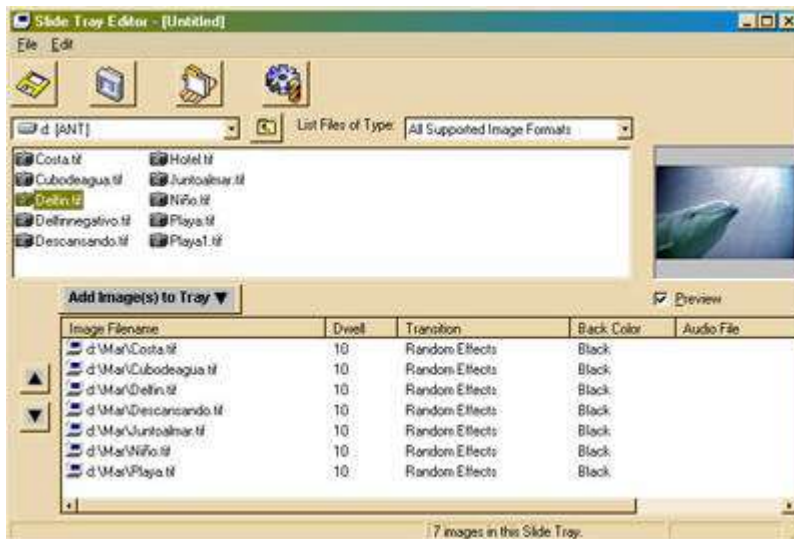 Slide Tray Editor - [Untitled]
File Edit
d: [ANT] List Files of Type: All Supported Image Formats
Costa.tif Hotel.tif
Cubodeagua.tif Juntoalmar.tif
Delfin.tif Niño.tif
Delfinnegativo.tif Playa.tif
Descansando.tif Playa1.tif
Add Image(s) to Tray ▼ Preview
Image Filename Dwell Transition Back Color Audio File
d:\Mar\Costa.tif 10 Random Effects Black
d:\Mar\Cubodeagua.tif 10 Random Effects Black
d:\Mar\Delfin.tif 10 Random Effects Black
d:\Mar\Descansando.tif 10 Random Effects Black
d:\Mar\Juntoalmar.tif 10 Random Effects Black
d:\Mar\Niño.tif 10 Random Effects Black
d:\Mar\Playa.tif 10 Random Effects Black
7 images in this Slide Tray.